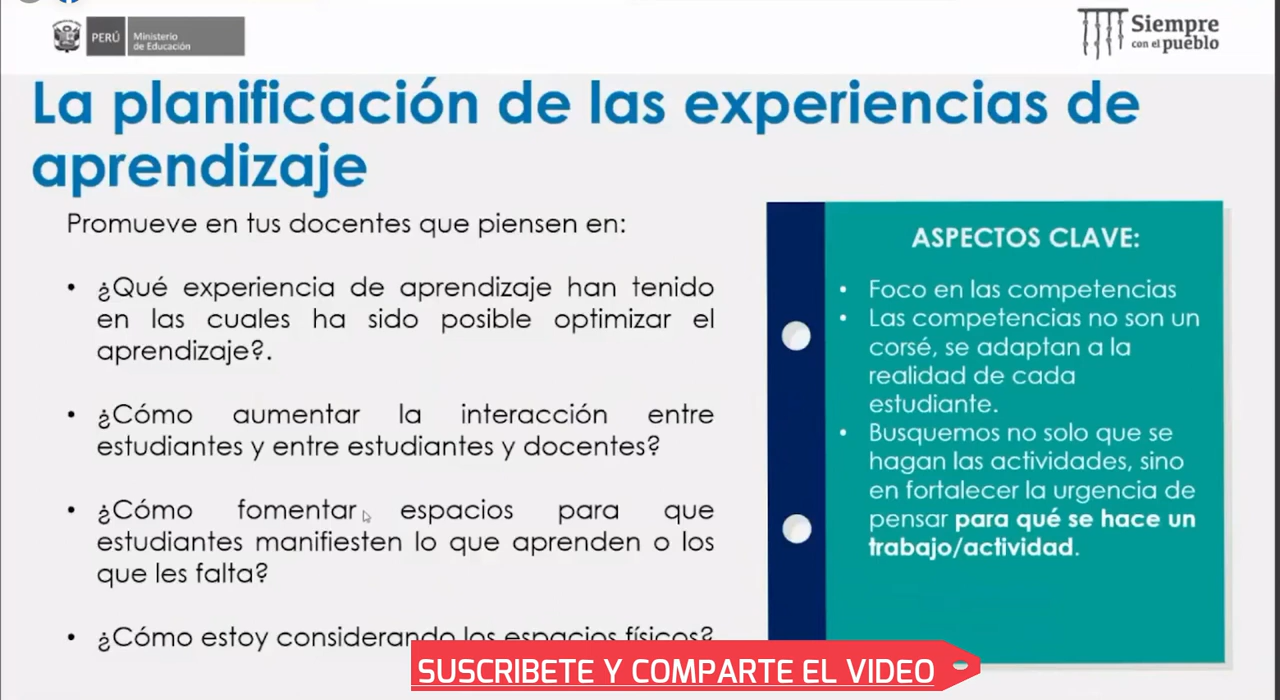 PERÚ
Ministerio
de Educación
Siempre
con el pueblo
La planificación de las experiencias de
aprendizaje
Promueve en tus docentes que piensen en:
• ¿Qué experiencia de aprendizaje han tenido
en las cuales ha sido posible optimizar el
aprendizaje?.
• ¿Cómo aumentar la interacción entre
estudiantes y entre estudiantes y docentes?
• ¿Cómo fomentar espacios para que
estudiantes manifiesten lo que aprenden o los
que les falta?
• ¿Cómo estoy considerando los espacios físicos?
ASPECTOS CLAVE:
• Foco en las competencias
• Las competencias no son un
corsé, se adaptan a la
realidad de cada
estudiante.
• Busquemos no solo que se
hagan las actividades, sino
en fortalecer la urgencia de
pensar para qué se hace un
trabajo/actividad.
SUSCRIBETE Y COMPARTE EL VIDEO